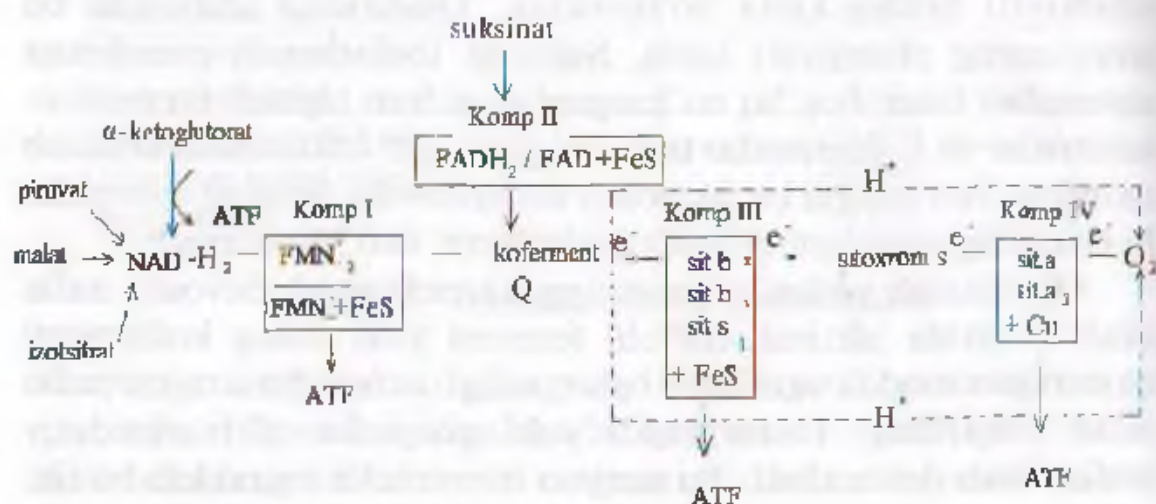 suksinat
Komp II
α-ketoglutorat
FADH₂ / FAD+FeS
piruvat
ATF
Komp I
H⁺
Komp III
Komp IV
malat
NAD-H₂
FMN
koferment
Q
e
sit b
e
sitoxrom s
e
sit a
O₂
FMN +FeS
sit b
sit a₃
izotsitrat
sit s
+ Cu
+ FeS
ATF
H⁺
ATF
ATF